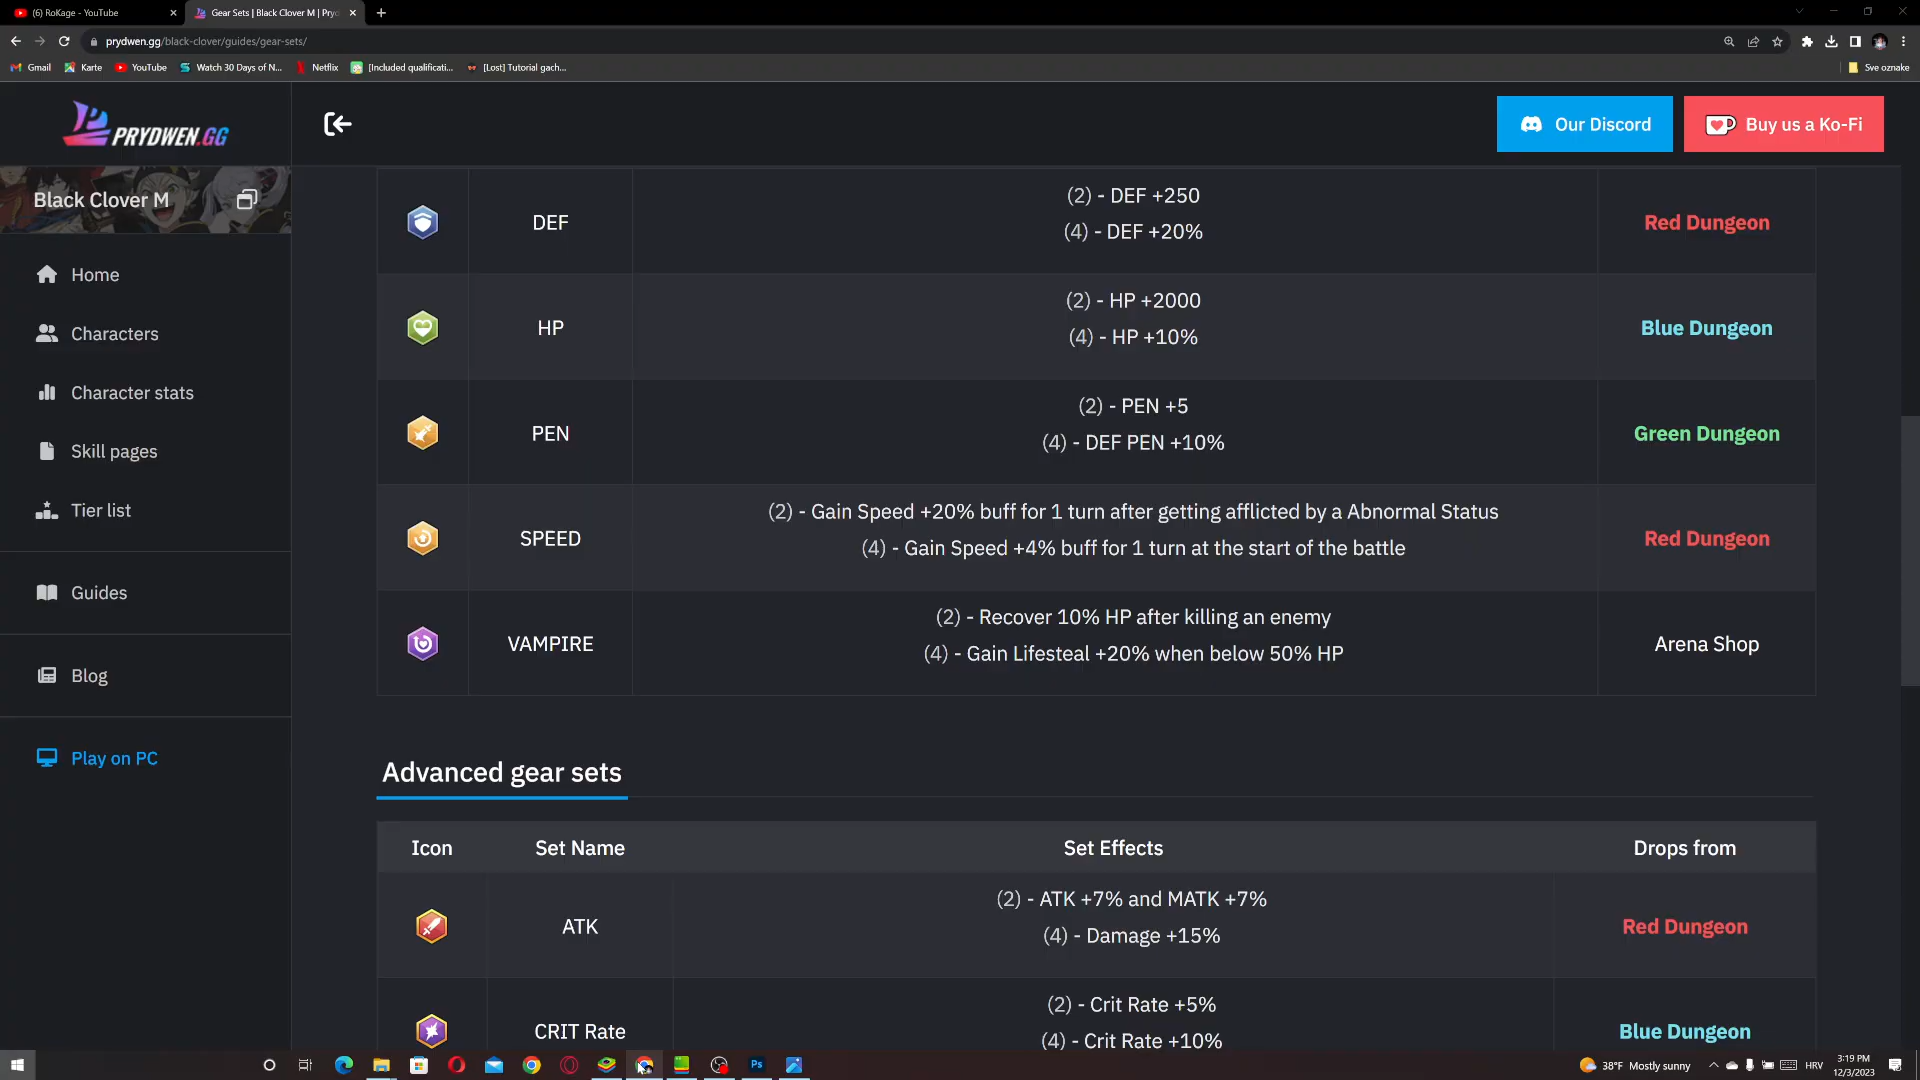 (6) RoKage - YouTube
Gear Sets | Black Clover M | Pryd
prydwen.gg/black-clover/guides/gear-sets/
Gmail
Karte
YouTube
Watch 30 Days of N...
Netflix
[Included qualificati...
[Lost] Tutorial gach...
Sve oznake
PRYDWEN.GG
Our Discord
Buy us a Ko-Fi
Black Clover M
Home
Characters
Character stats
Skill pages
Tier list
Guides
Blog
Play on PC
DEF
(2) - DEF +250
(4) - DEF +20%
Red Dungeon
HP
(2) - HP +2000
(4) - HP +10%
Blue Dungeon
PEN
(2) - PEN +5
(4) - DEF PEN +10%
Green Dungeon
SPEED
(2) - Gain Speed +20% buff for 1 turn after getting afflicted by a Abnormal Status
(4) - Gain Speed +4% buff for 1 turn at the start of the battle
Red Dungeon
VAMPIRE
(2) - Recover 10% HP after killing an enemy
(4) - Gain Lifesteal +20% when below 50% HP
Arena Shop
Advanced gear sets
Icon Set Name Set Effects Drops from
ATK
(2) - ATK +7% and MATK +7%
(4) - Damage +15%
Red Dungeon
CRIT Rate
(2) - Crit Rate +5%
(4) - Crit Rate +10%
Blue Dungeon
Ps
38°F Mostly sunny
HRV
3:19 PM
12/3/2023